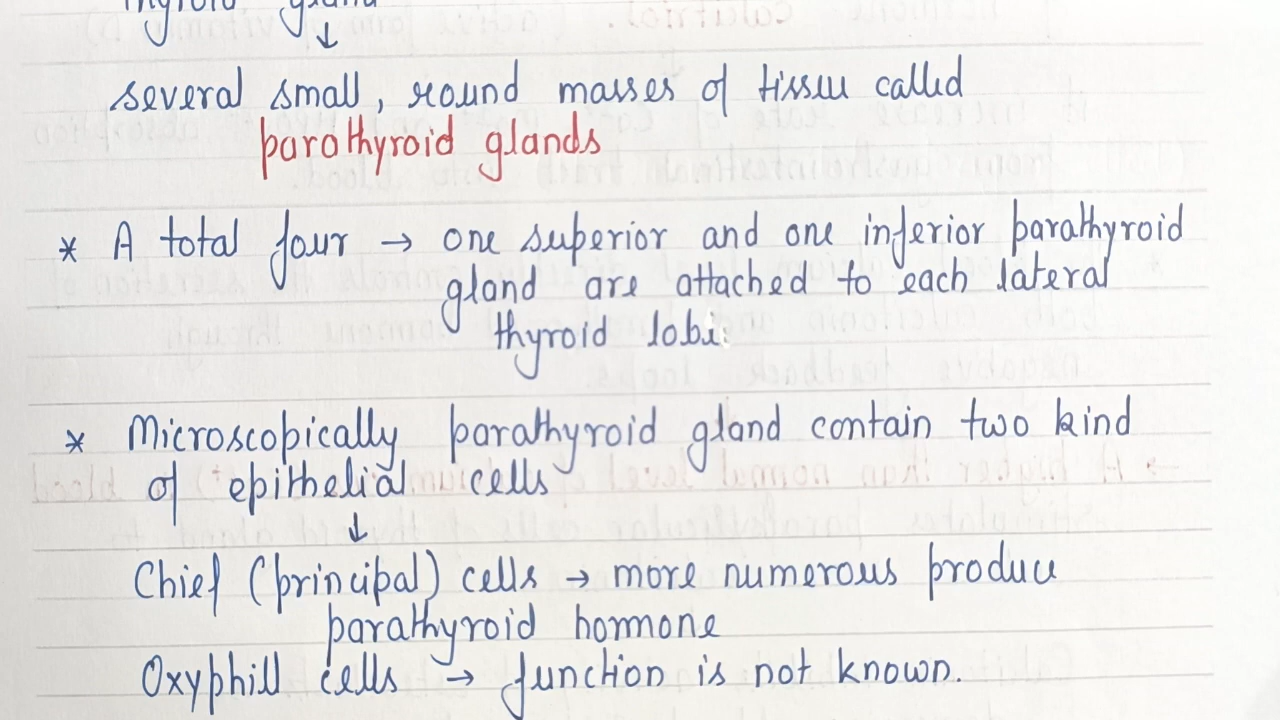 thyroid gland
↓
several small, round masses of tissue called
parathyroid glands
* A total four → one superior and one inferior parathyroid
gland are attached to each lateral
thyroid lobe
* Microscopically parathyroid gland contain two kind
of epithelial cells
↓
Chief (principal) cells → more numerous produce
parathyroid hormone
Oxyphill cells → function is not known.